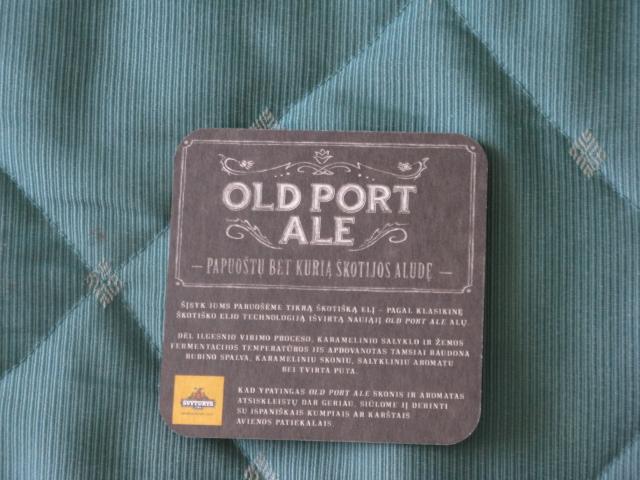 OLD PORT
ALE
– PAPUOŠTŲ BET KURIĄ ŠKOTIJOS ALUDĘ –
ŠĮSYK JUMS PARUOŠĖME TIKRĄ ŠKOTIŠKĄ ELĮ – PAGAL KLASIKINĘ
ŠKOTIŠKO ELIO TECHNOLOGIJĄ IŠVIRTĄ NAUJĄJĮ OLD PORT ALE ALŲ.
DĖL ILGESNIO VIRIMO PROCESO, KARAMELINIO SALYKLO IR ŽEMOS
FERMENTACIJOS TEMPERATŪROS JIS APDOVANOTAS TAMSIAI RAUDONA
RUBINO SPALVA, KARAMELINIU SKONIU, SALYKLINIU AROMATU
BEI TVIRTA PUTA.
KAD YPATINGAS OLD PORT ALE SKONIS IR AROMATAS
ATSISKLEISTŲ DAR GERIAU, SIŪLOME JĮ DERINTI
SU ISPANIŠKAIS KUMPIAIS AR KARŠTAIS
AVIENOS PATIEKALAIS.
ŠVYTURYS